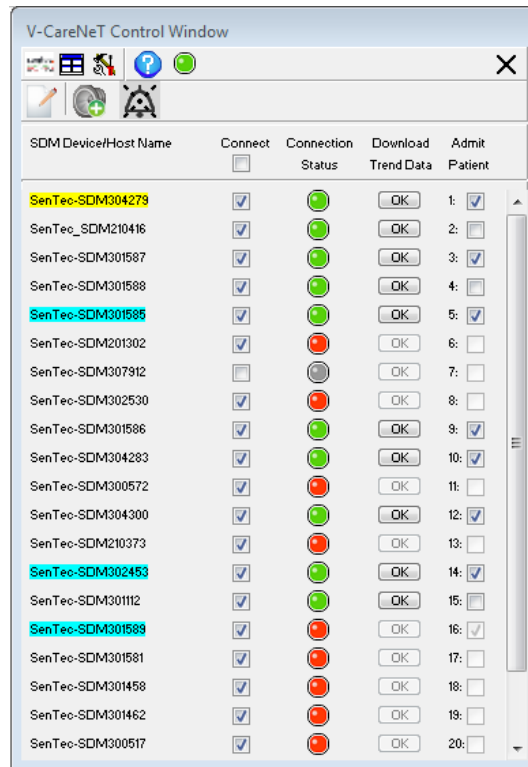 V-CareNeT Control Window
SDM Device/Host Name Connect Connection Status Download Trend Data Admit Patient
SenTec-SDM304279 OK 1:
SenTec_SDM210416 OK 2:
SenTec-SDM301587 OK 3:
SenTec-SDM301588 OK 4:
SenTec-SDM301585 OK 5:
SenTec-SDM201302 OK 6:
SenTec-SDM307912 OK 7:
SenTec-SDM302530 OK 8:
SenTec-SDM301586 OK 9:
SenTec-SDM304283 OK 10:
SenTec-SDM300572 OK 11:
SenTec-SDM304300 OK 12:
SenTec-SDM210373 OK 13:
SenTec-SDM302453 OK 14:
SenTec-SDM301112 OK 15:
SenTec-SDM301589 OK 16:
SenTec-SDM301581 OK 17:
SenTec-SDM301458 OK 18:
SenTec-SDM301462 OK 19:
SenTec-SDM300517 OK 20: